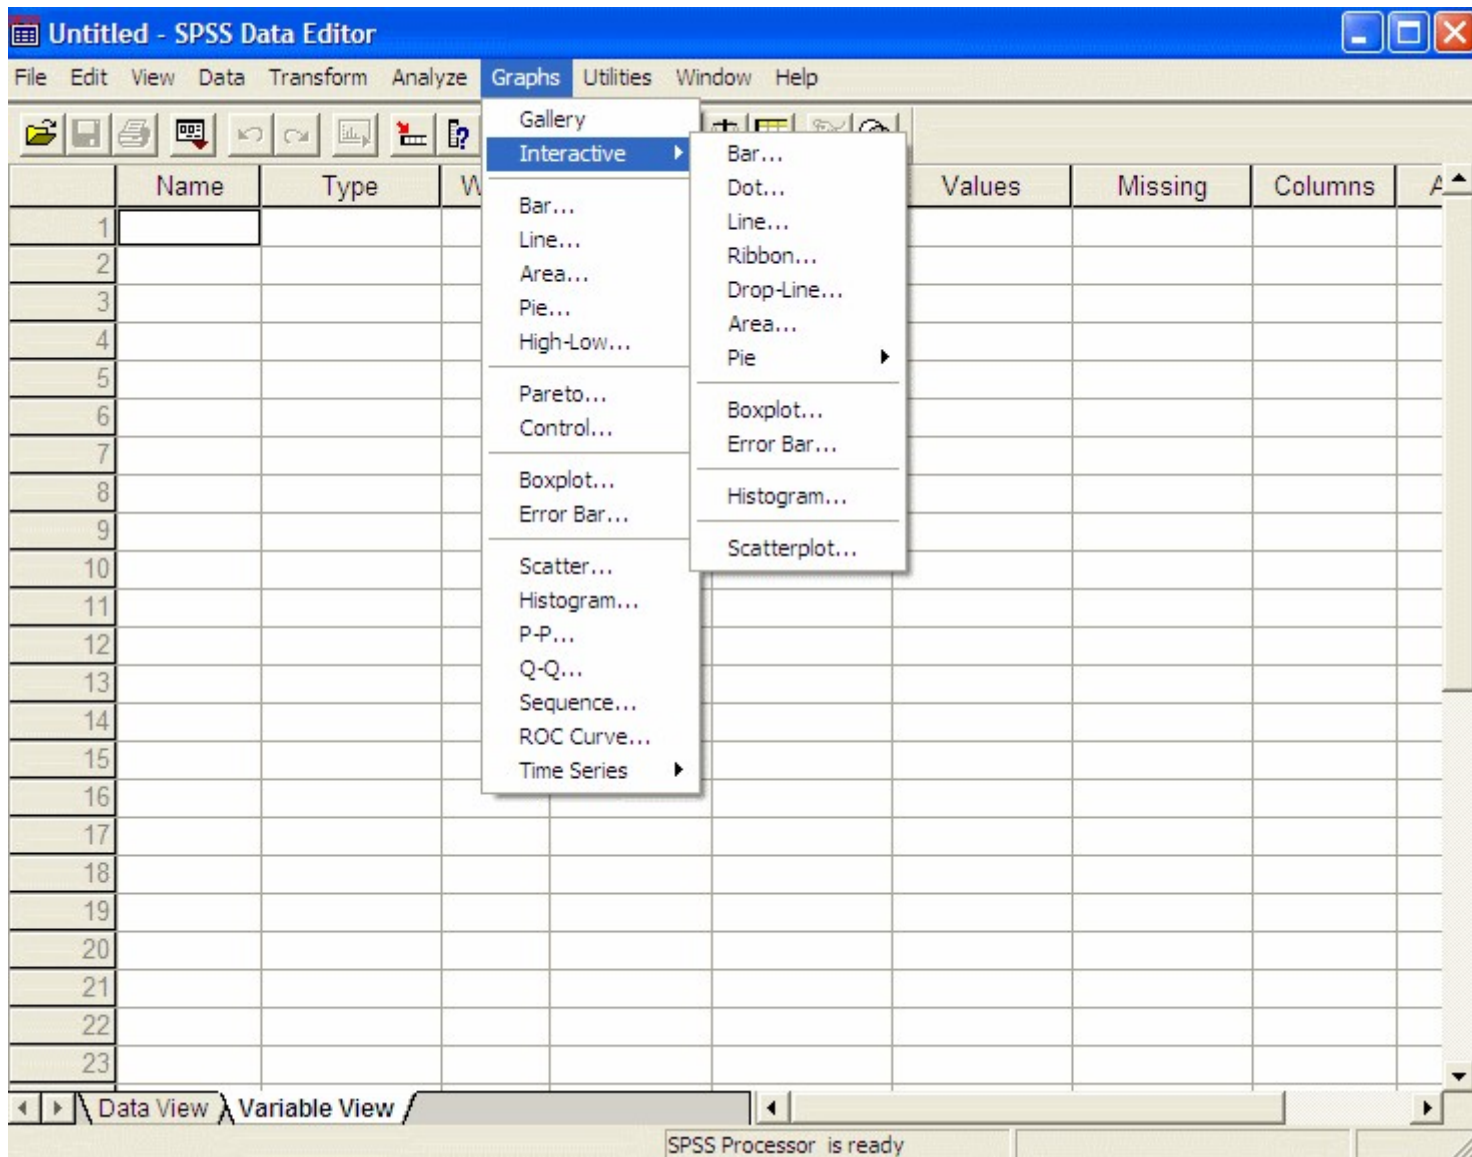 Untitled - SPSS Data Editor
File Edit View Data Transform Analyze Graphs Utilities Window Help
Gallery
Interactive
Bar...
Line...
Area...
Pie...
High-Low...
Pareto...
Control...
Boxplot...
Error Bar...
Scatter...
Histogram...
P-P...
Q-Q...
Sequence...
ROC Curve...
Time Series
Bar...
Dot...
Line...
Ribbon...
Drop-Line...
Area...
Pie
Boxplot...
Error Bar...
Histogram...
Scatterplot...
Name Type W Values Missing Columns A
1
2
3
4
5
6
7
8
9
10
11
12
13
14
15
16
17
18
19
20
21
22
23
Data View Variable View
SPSS Processor is ready